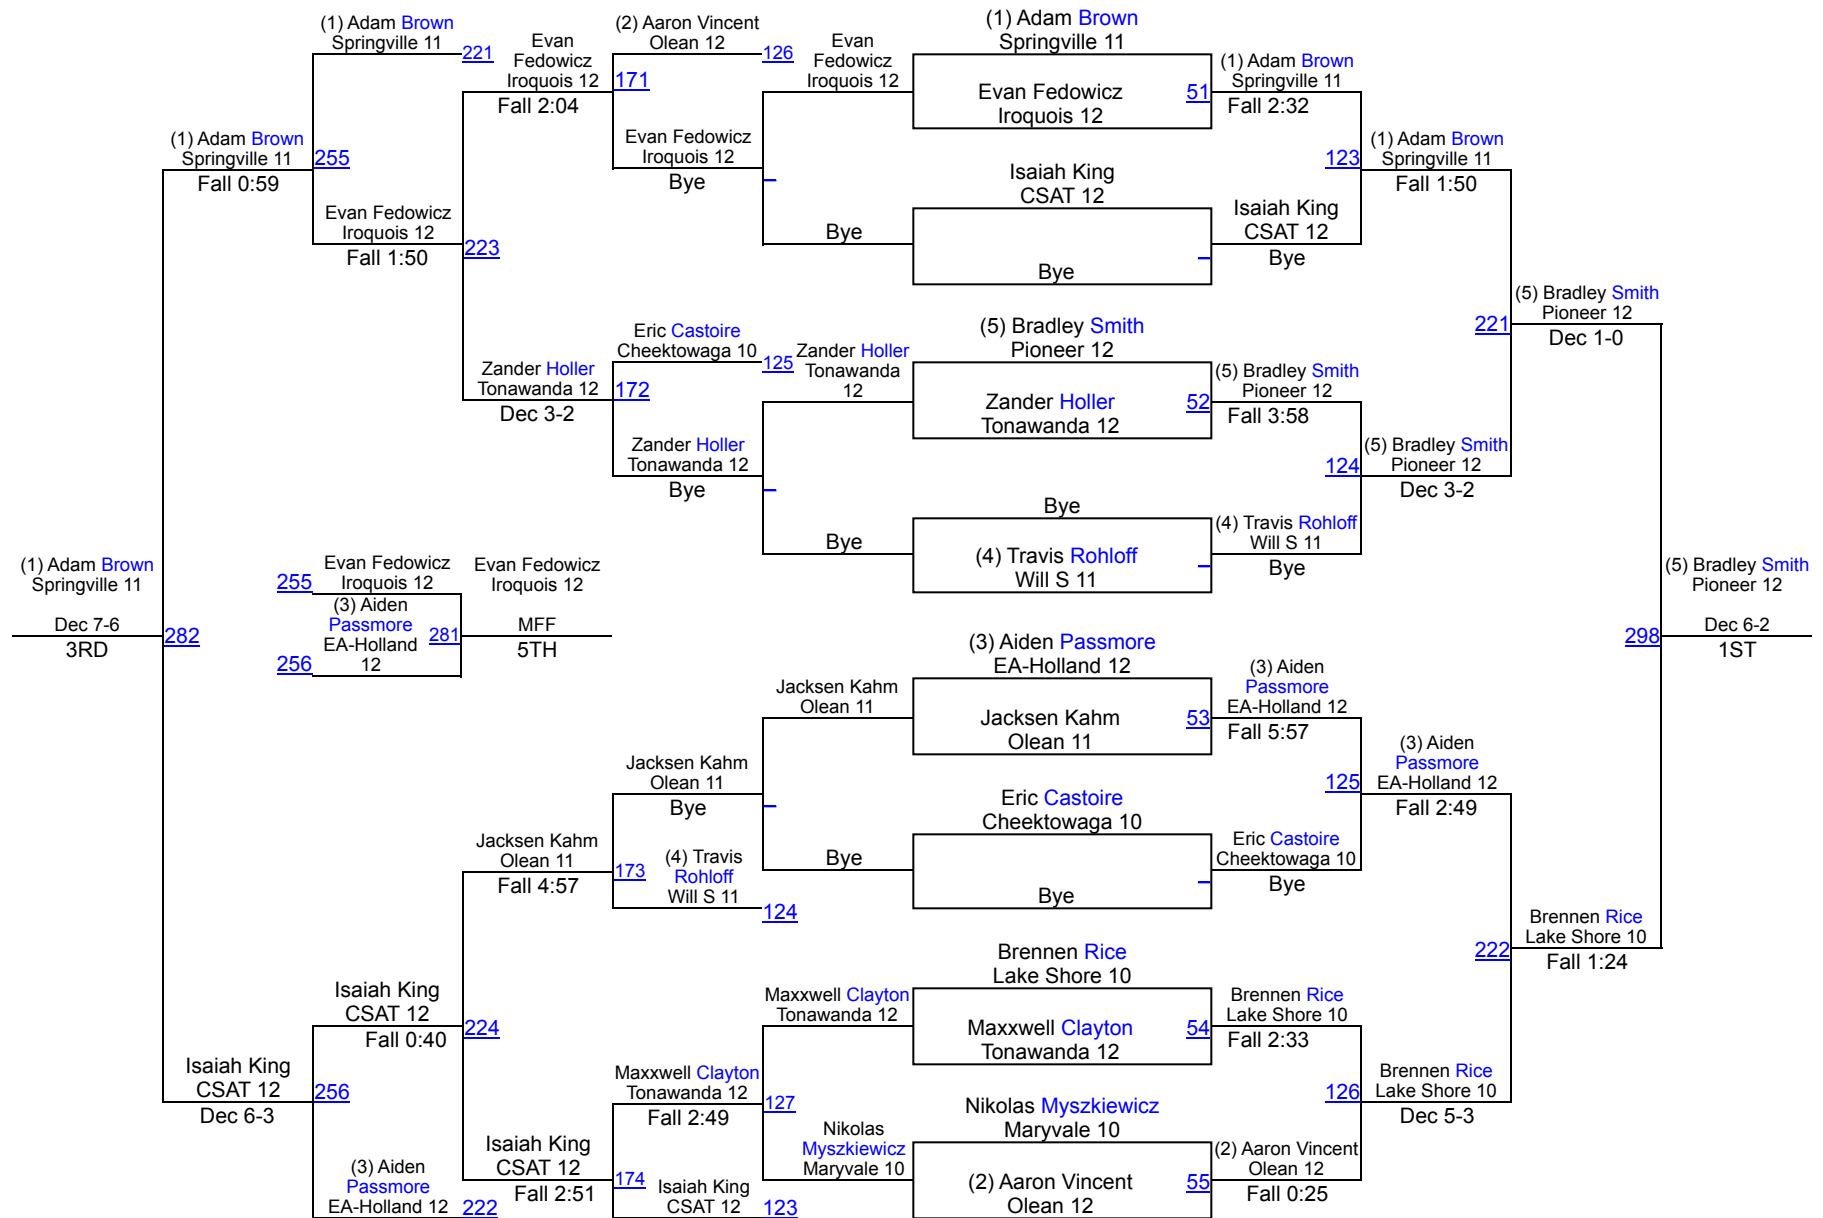 (1) Adam Brown
Springville 11
221
Evan
Fedowicz
Iroquois 12
Fall 2:04
(2) Aaron Vincent
Olean 12
126
171
Evan Fedowicz
Iroquois 12
Bye
Evan
Fedowicz
Iroquois 12
(1) Adam Brown
Springville 11
Evan Fedowicz
Iroquois 12
51
(1) Adam Brown
Springville 11
Fall 2:32
(1) Adam Brown
Springville 11
Fall 0:59
255
Evan Fedowicz
Iroquois 12
Fall 1:50
223
Bye
Isaiah King
CSAT 12
Bye
Isaiah King
CSAT 12
Bye
123
(1) Adam Brown
Springville 11
Fall 1:50
Zander Holler
Tonawanda 12
Dec 3-2
Eric Castoire
Cheektowaga 10
125
172
Zander Holler
Tonawanda 12
Bye
Zander Holler
Tonawanda
12
(5) Bradley Smith
Pioneer 12
Zander Holler
Tonawanda 12
52
(5) Bradley Smith
Pioneer 12
Fall 3:58
221
(5) Bradley Smith
Pioneer 12
Dec 1-0
Bye
Bye
(4) Travis Rohloff
Will S 11
(4) Travis Rohloff
Will S 11
Bye
124
(5) Bradley Smith
Pioneer 12
Dec 3-2
(1) Adam Brown
Springville 11
Dec 7-6
3RD
282
255
Evan Fedowicz
Iroquois 12
(3) Aiden
Passmore
EA-Holland
12
256
281
Evan Fedowicz
Iroquois 12
MFF
5TH
298
(5) Bradley Smith
Pioneer 12
Dec 6-2
1ST
Jacksen Kahm
Olean 11
(3) Aiden Passmore
EA-Holland 12
Jacksen Kahm
Olean 11
53
(3) Aiden
Passmore
EA-Holland 12
Fall 5:57
Jacksen Kahm
Olean 11
Bye
Jacksen Kahm
Olean 11
Fall 4:57
173
(4) Travis
Rohloff
Will S 11
124
Bye
Eric Castoire
Cheektowaga 10
Bye
Eric Castoire
Cheektowaga 10
Bye
125
(3) Aiden
Passmore
EA-Holland 12
Fall 2:49
222
Brennen Rice
Lake Shore 10
Fall 1:24
Isaiah King
CSAT 12
Fall 0:40
224
Maxxwell Clayton
Tonawanda 12
Brennen Rice
Lake Shore 10
Maxxwell Clayton
Tonawanda 12
54
Brennen Rice
Lake Shore 10
Fall 2:33
Isaiah King
CSAT 12
Dec 6-3
256
(3) Aiden
Passmore
EA-Holland 12
222
Isaiah King
CSAT 12
Fall 2:51
Maxxwell Clayton
Tonawanda 12
Fall 2:49
127
174
Isaiah King
CSAT 12
123
Nikolas
Myszkiewicz
Maryvale 10
Nikolas Myszkiewicz
Maryvale 10
(2) Aaron Vincent
Olean 12
55
(2) Aaron Vincent
Olean 12
Fall 0:25
126
Brennen Rice
Lake Shore 10
Dec 5-3